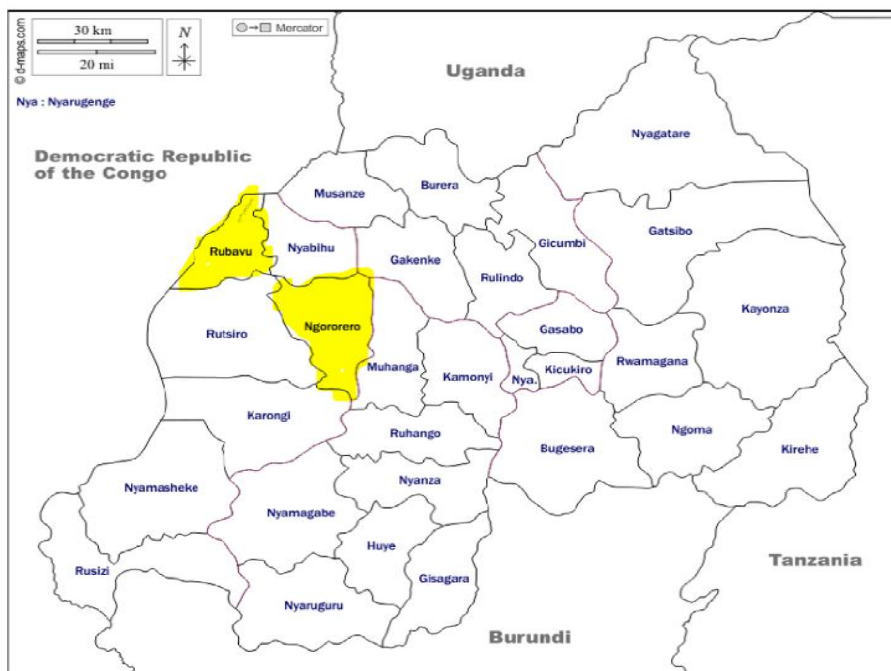 30 km
20 mi
© d-maps.com
N
Mercator
Nya : Nyarugenge
Uganda
Democratic Republic
of the Congo
Nyagatare
Musanze
Burera
Rubavu
Nyabihu
Gakenke
Rulindo
Gicumbi
Gatsibo
Kayonza
Rutsiro
Ngororero
Muhanga
Kamonyi
Gasabo
Nya.
Kicukiro
Rwamagana
Karongi
Ruhango
Bugesera
Ngoma
Kirehe
Nyamasheke
Nyamagabe
Nyanza
Huye
Gisagara
Rusizi
Nyaruguru
Tanzania
Burundi